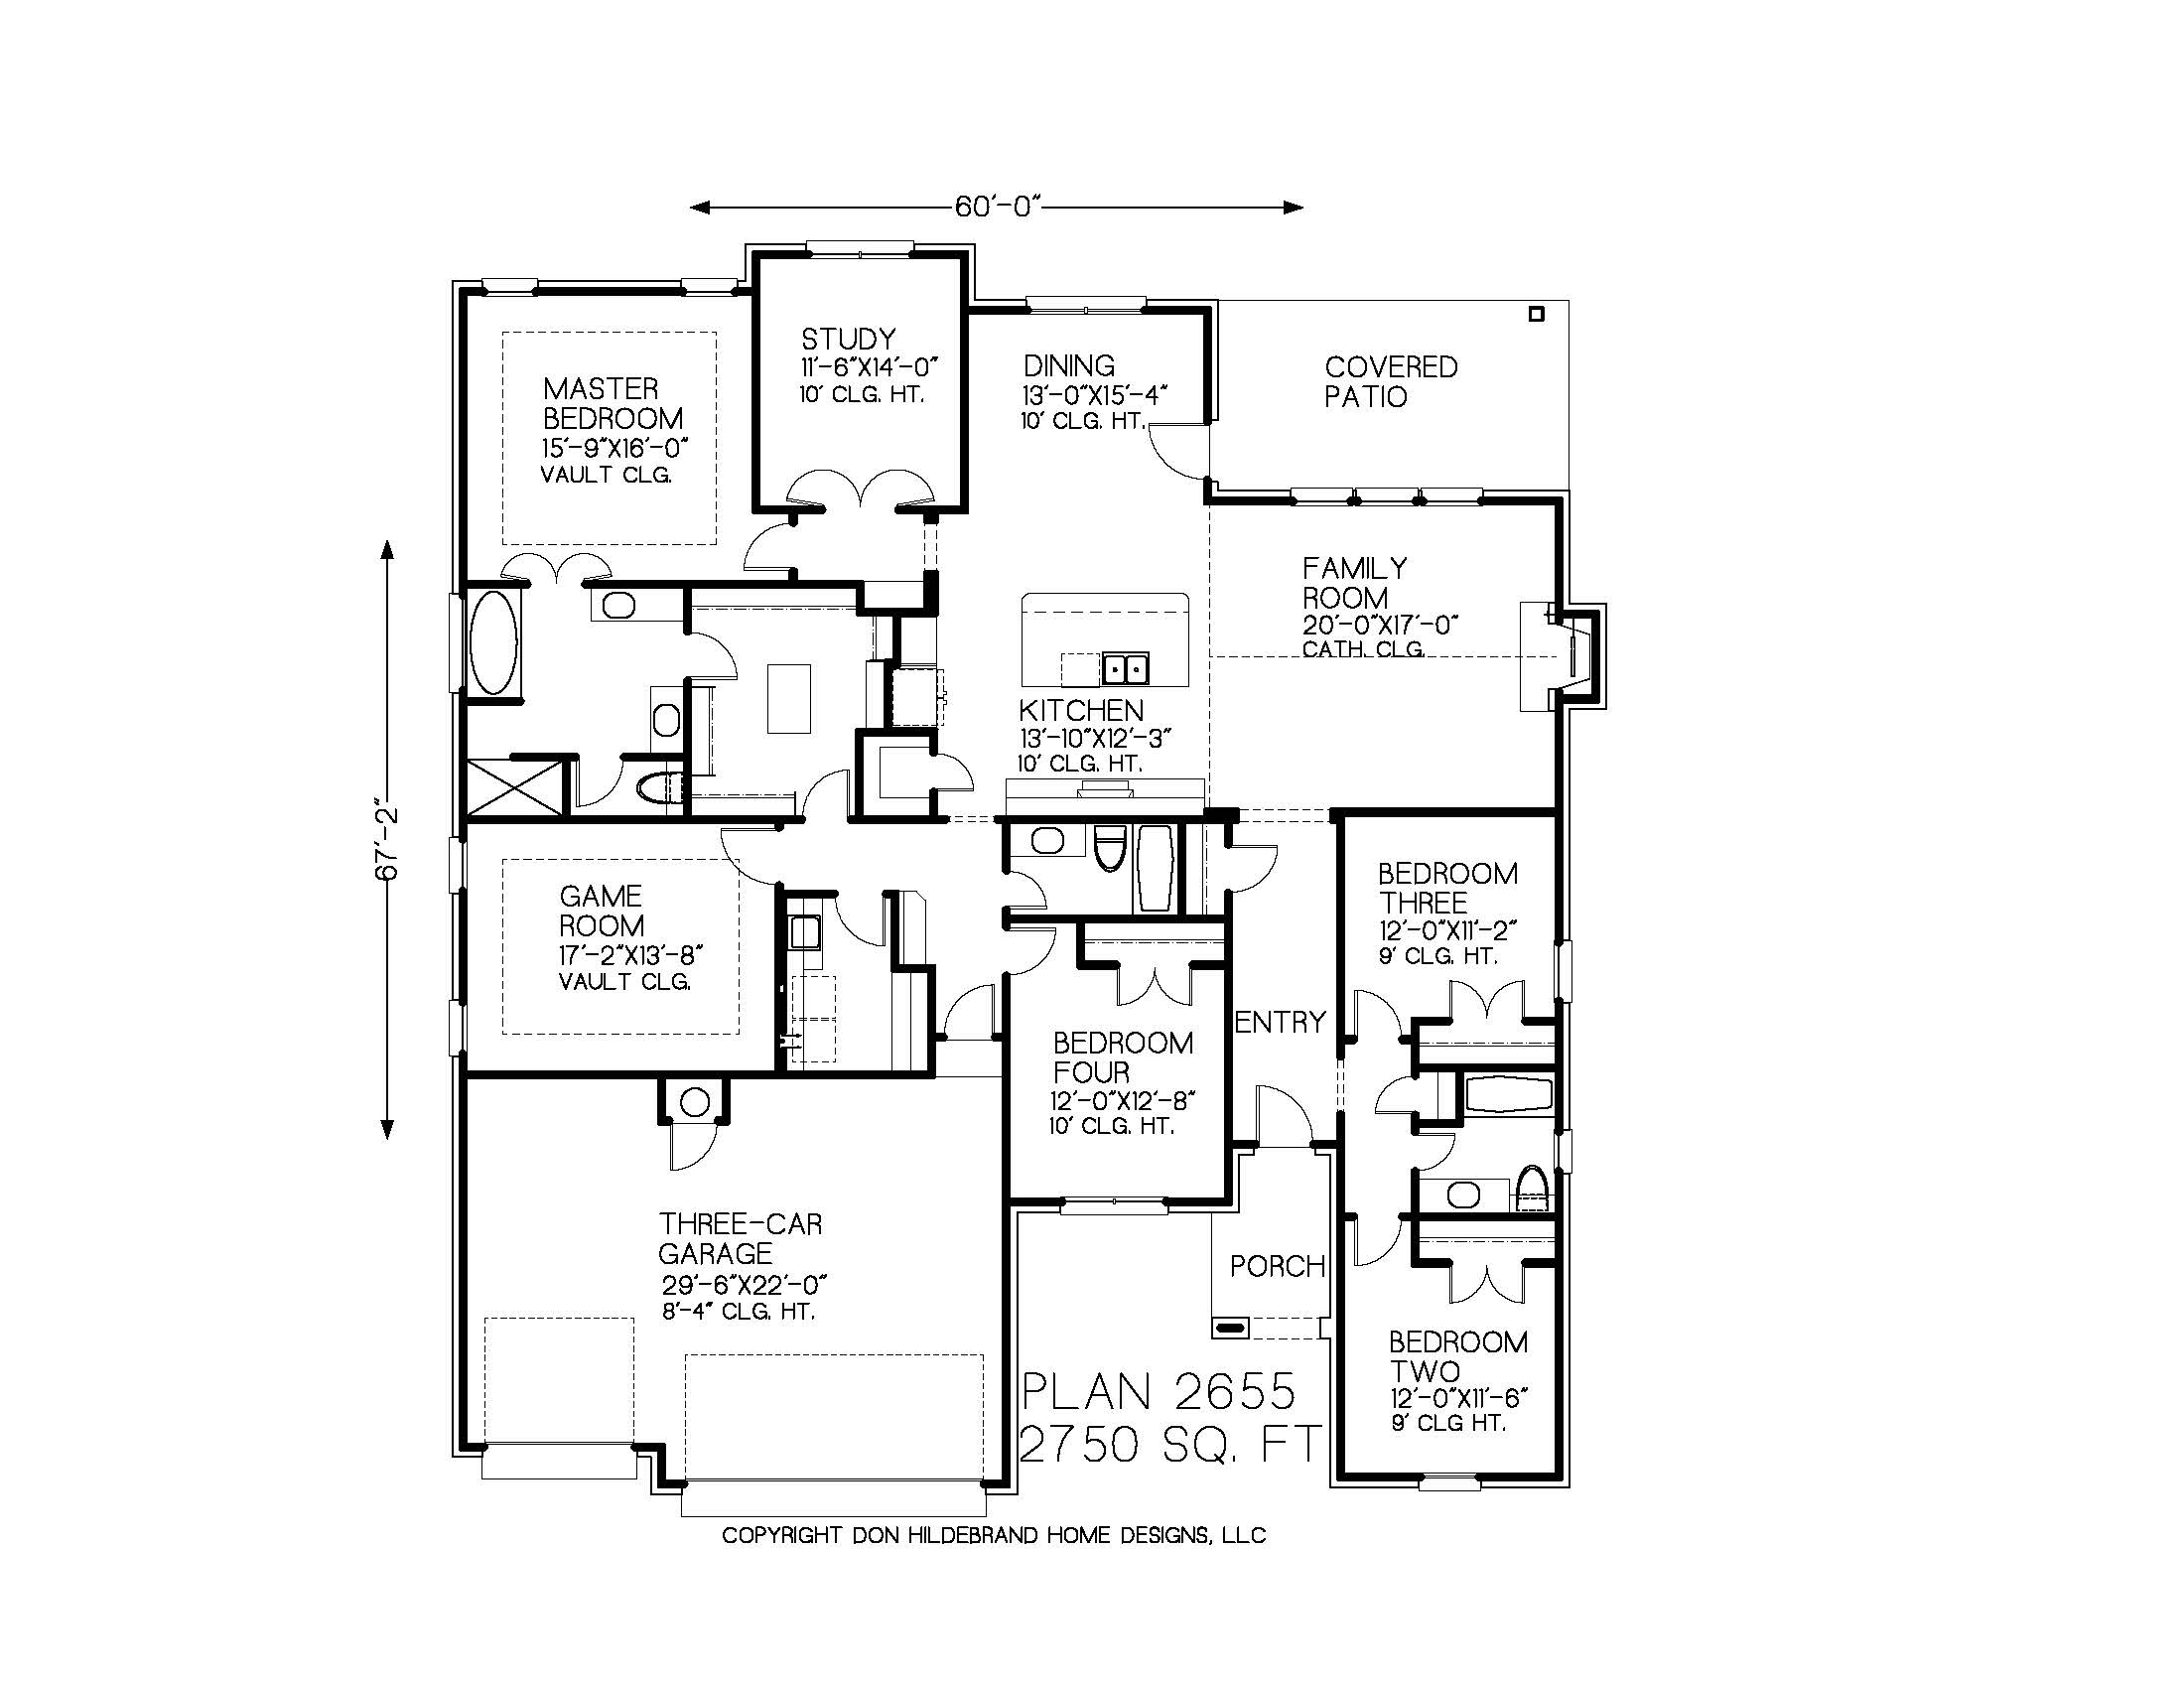 60'-0"
STUDY
11'-6"X14'-0"
10' CLG. HT.
DINING
13'-0"X15'-4"
10' CLG. HT.
COVERED
PATIO
MASTER
BEDROOM
15'-9"X16'-0"
VAULT CLG.
FAMILY
ROOM
20'-0"X17'-0"
CATH. CLG.
KITCHEN
13'-10"X12'-3"
10' CLG. HT.
67'-2"
GAME
ROOM
17'-2"X13'-8"
VAULT CLG.
BEDROOM
THREE
12'-0"X11'-2"
9' CLG. HT.
ENTRY
BEDROOM
FOUR
12'-0"X12'-8"
10' CLG. HT.
THREE-CAR
GARAGE
29'-6"X22'-0"
8'-4" CLG. HT.
PORCH
BEDROOM
TWO
12'-0"X11'-6"
9' CLG HT.
PLAN 2655
2750 SQ. FT
COPYRIGHT DON HILDEBRAND HOME DESIGNS, LLC